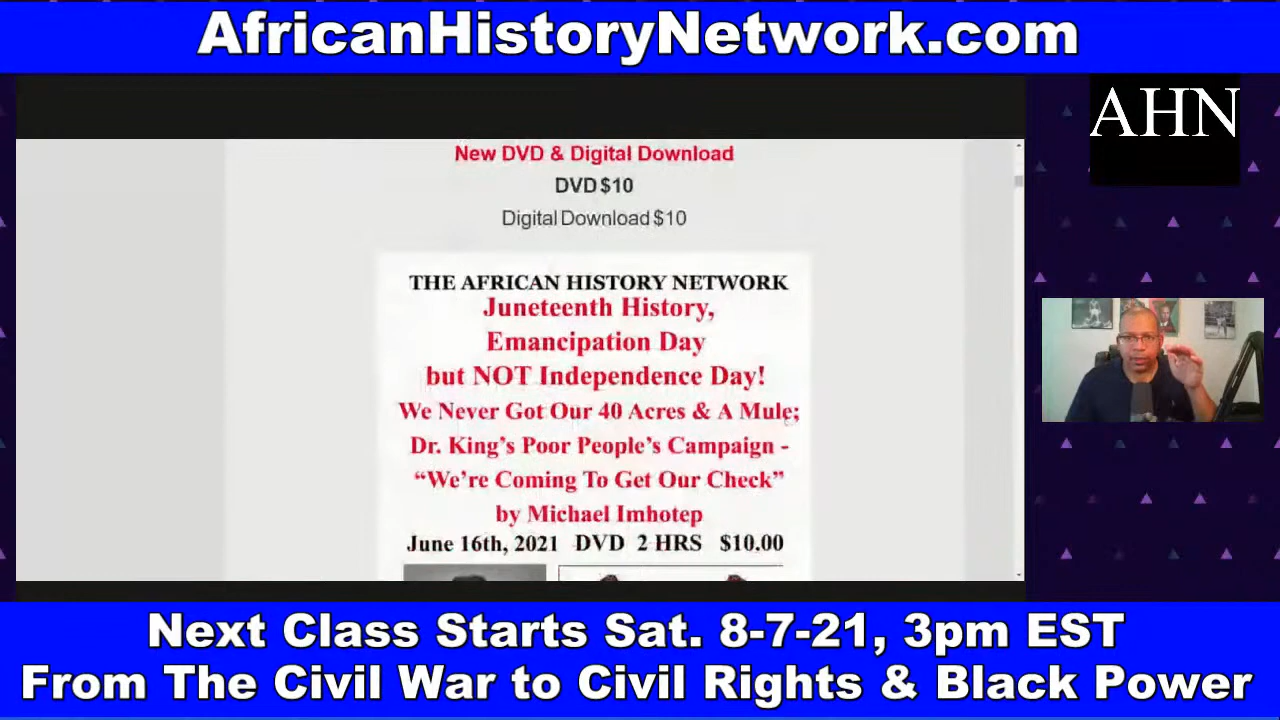 AfricanHistoryNetwork.com
AHN
New DVD & Digital Download
DVD $10
Digital Download $10
THE AFRICAN HISTORY NETWORK
Juneteenth History,
Emancipation Day
but NOT Independence Day!
We Never Got Our 40 Acres & A Mule;
Dr. King's Poor People's Campaign -
“We're Coming To Get Our Check”
by Michael Imhotep
June 16th, 2021 DVD 2 HRS $10.00
Next Class Starts Sat. 8-7-21, 3pm EST
From The Civil War to Civil Rights & Black Power